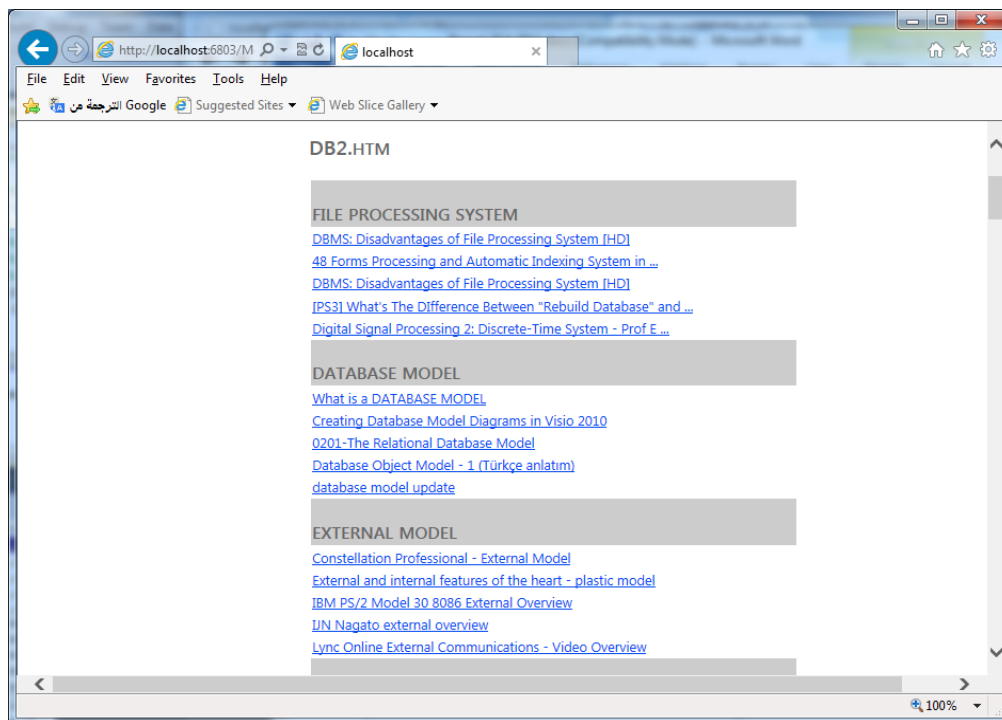 http://localhost:6803/M
localhost
Compatibility Mode] - Microsoft Word
File Edit View Favorites Tools Help
الترجمة من Google Suggested Sites Web Slice Gallery
DB2.HTM
FILE PROCESSING SYSTEM
DBMS: Disadvantages of File Processing System [HD]
48 Forms Processing and Automatic Indexing System in ...
DBMS: Disadvantages of File Processing System [HD]
[PS3] What's The DIfference Between "Rebuild Database" and ...
Digital Signal Processing 2: Discrete-Time System - Prof E ...
DATABASE MODEL
What is a DATABASE MODEL
Creating Database Model Diagrams in Visio 2010
0201-The Relational Database Model
Database Object Model - 1 (Türkçe anlatım)
database model update
EXTERNAL MODEL
Constellation Professional - External Model
External and internal features of the heart - plastic model
IBM PS/2 Model 30 8086 External Overview
IJN Nagato external overview
Lync Online External Communications - Video Overview
100%